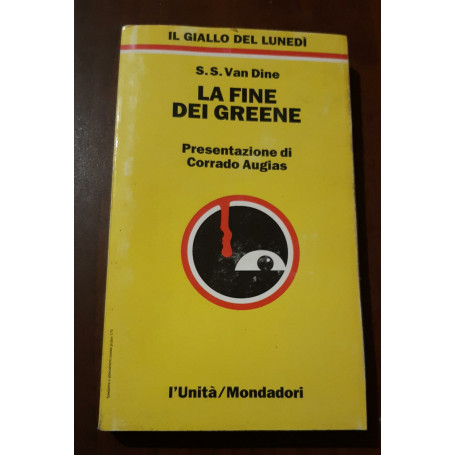 IL GIALLO DEL LUNEDÌ
S. S. Van Dine
LA FINE
DEI GREENE
Presentazione di
Corrado Augias
l'Unità/Mondadori